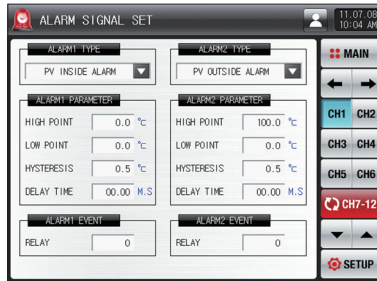 ALARM SIGNAL SET
11.07.08
10:04 AM
ALARM1 TYPE
PV INSIDE ALARM
ALARM2 TYPE
PV OUTSIDE ALARM
ALARM1 PARAMETER
HIGH POINT 0.0 ℃
LOW POINT 0.0 ℃
HYSTERESIS 0.5 ℃
DELAY TIME 00.00 M.S
ALARM2 PARAMETER
HIGH POINT 100.0 ℃
LOW POINT 0.0 ℃
HYSTERESIS 0.5 ℃
DELAY TIME 00.00 M.S
ALARM1 EVENT
RELAY 0
ALARM2 EVENT
RELAY 0
MAIN
CH1 CH2
CH3 CH4
CH5 CH6
CH7-12
SETUP